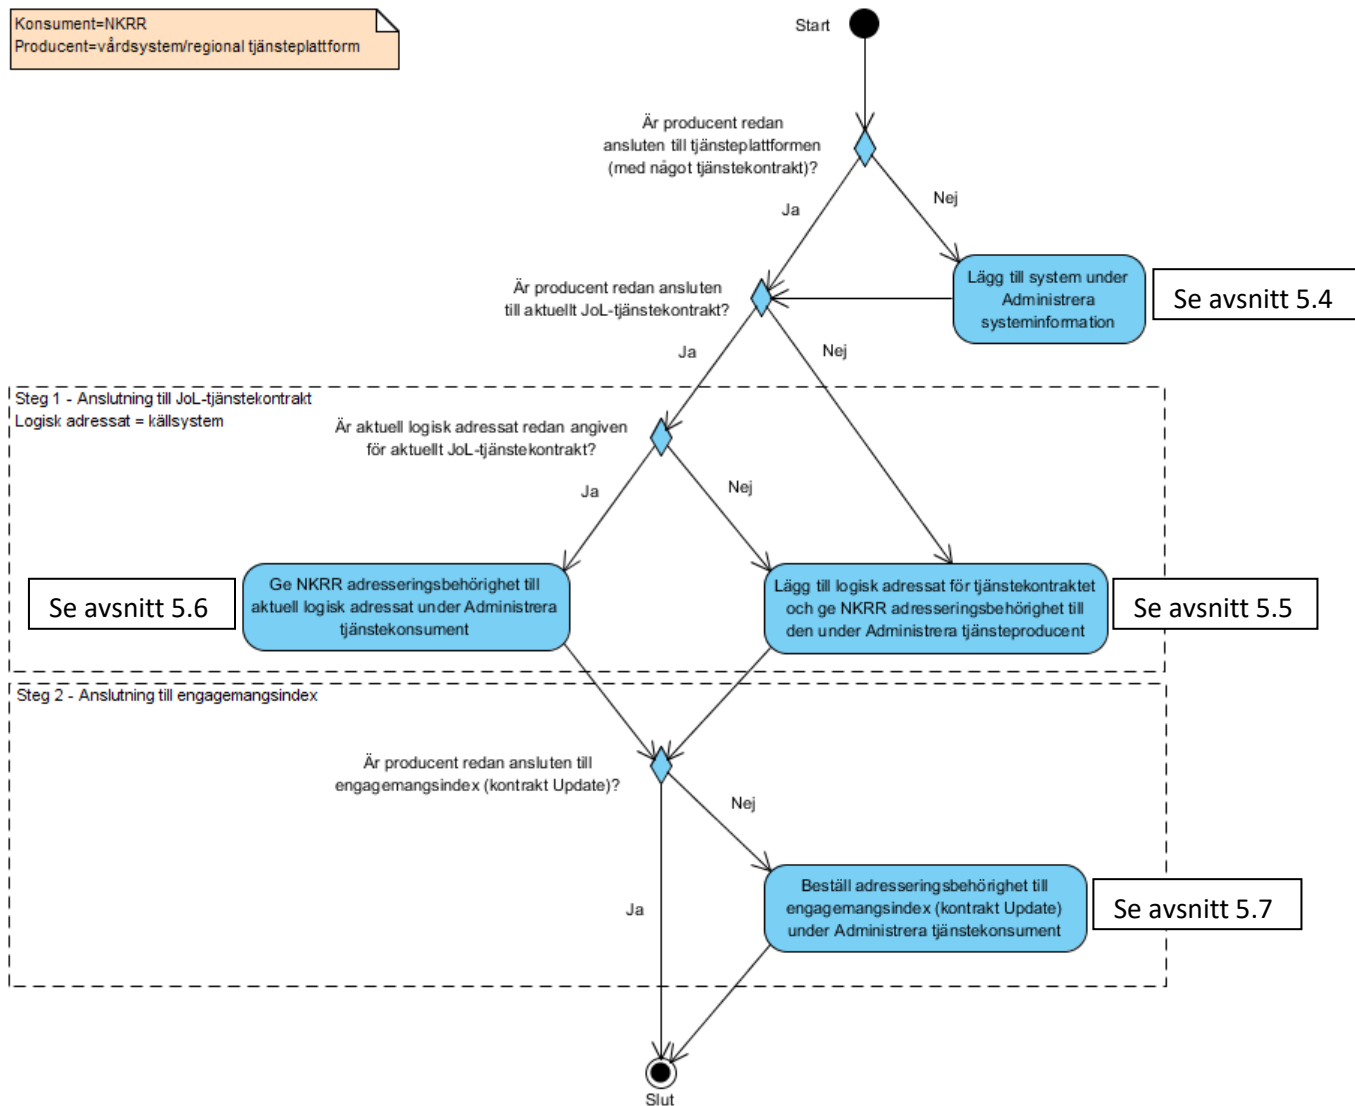 Konsument=NKRR
Producent=vårdsystem/regional tjänsteplattform
Start
Är producent redan
ansluten till tjänsteplattformen
(med något tjänstekontrakt)?
Ja
Nej
Lägg till system under
Administrera
systeminformation
Se avsnitt 5.4
Är producent redan ansluten
till aktuellt JoL-tjänstekontrakt?
Ja
Nej
Steg 1 - Anslutning till JoL-tjänstekontrakt
Logisk adressat = källsystem
Är aktuell logisk adressat redan angiven
för aktuellt JoL-tjänstekontrakt?
Ja
Nej
Se avsnitt 5.6
Ge NKRR adresseringsbehörighet till
aktuell logisk adressat under Administrera
tjänstekonsument
Lägg till logisk adressat för tjänstekontraktet
och ge NKRR adresseringsbehörighet till
den under Administrera tjänsteproducent
Se avsnitt 5.5
Steg 2 - Anslutning till engagemangsindex
Är producent redan ansluten till
engagemangsindex (kontrakt Update)?
Nej
Ja
Beställ adresseringsbehörighet till
engagemangsindex (kontrakt Update)
under Administrera tjänstekonsument
Se avsnitt 5.7
Slut